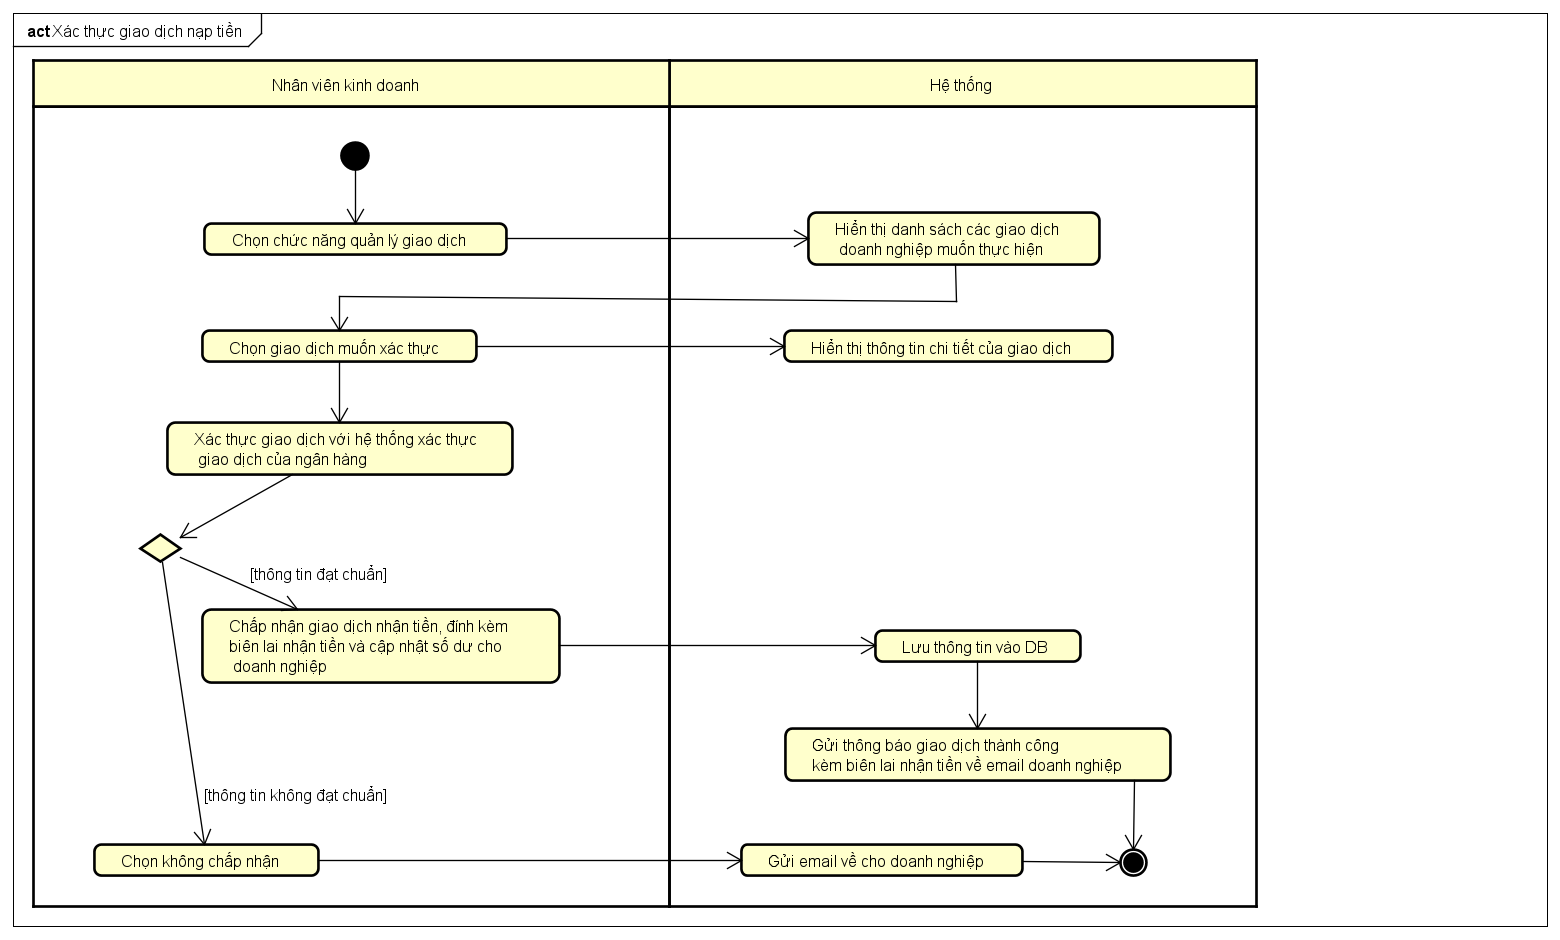 act Xác thực giao dịch nạp tiền
Nhân viên kinh doanh
Hệ thống
Chọn chức năng quản lý giao dịch
Hiển thị danh sách các giao dịch
doanh nghiệp muốn thực hiện
Chọn giao dịch muốn xác thực
Hiển thị thông tin chi tiết của giao dịch
Xác thực giao dịch với hệ thống xác thực
giao dịch của ngân hàng
[thông tin đạt chuẩn]
Chấp nhận giao dịch nhận tiền, đính kèm
biên lai nhận tiền và cập nhật số dư cho
doanh nghiệp
Lưu thông tin vào DB
Gửi thông báo giao dịch thành công
kèm biên lai nhận tiền về email doanh nghiệp
[thông tin không đạt chuẩn]
Chọn không chấp nhận
Gửi email về cho doanh nghiệp